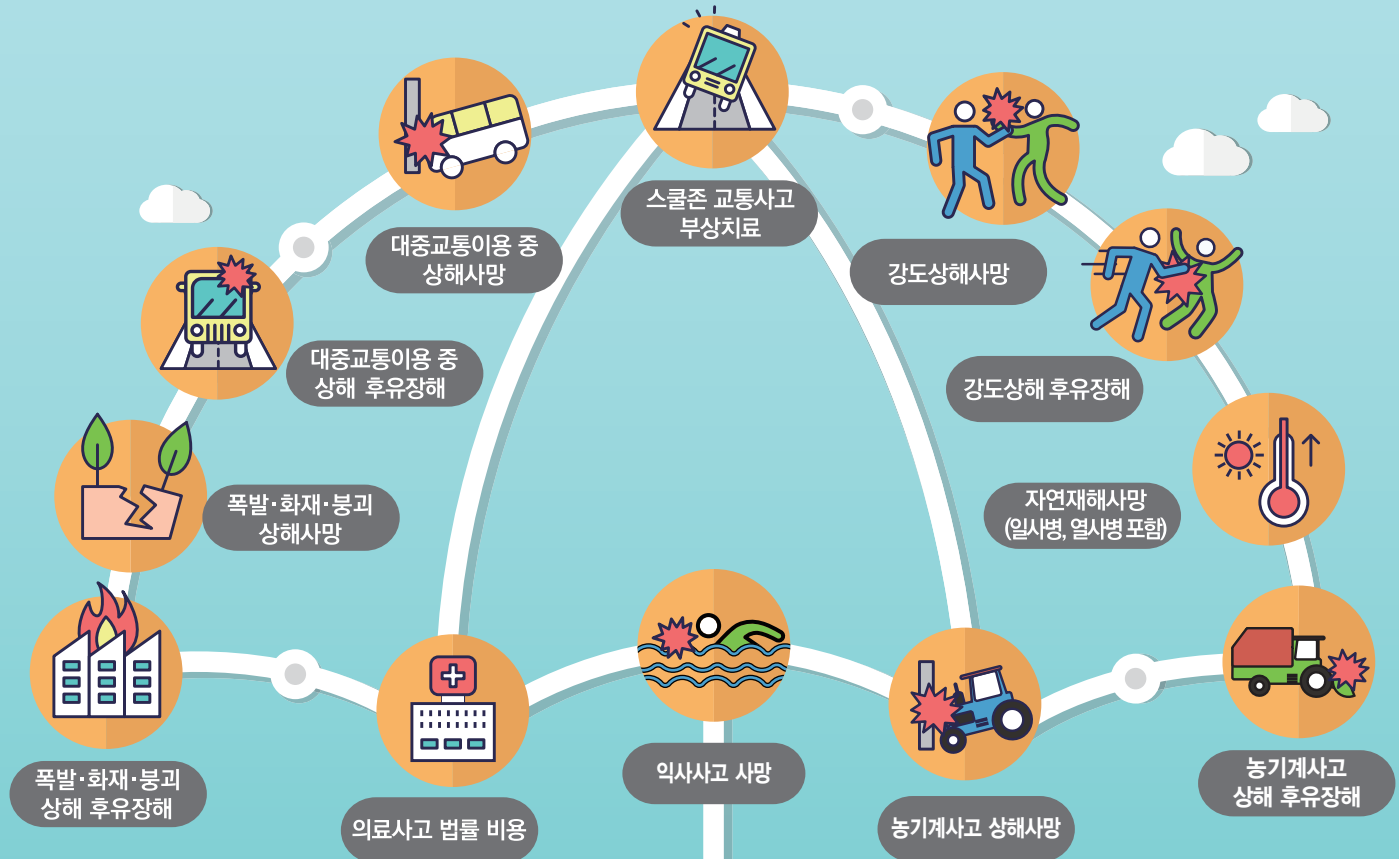 스쿨존 교통사고
부상치료
대중교통이용 중
상해사망
강도상해사망
대중교통이용 중
상해 후유장해
강도상해 후유장해
폭발·화재·붕괴
상해사망
자연재해사망
(일사병, 열사병 포함)
폭발·화재·붕괴
상해 후유장해
의료사고 법률 비용
익사사고 사망
농기계사고 상해사망
농기계사고
상해 후유장해